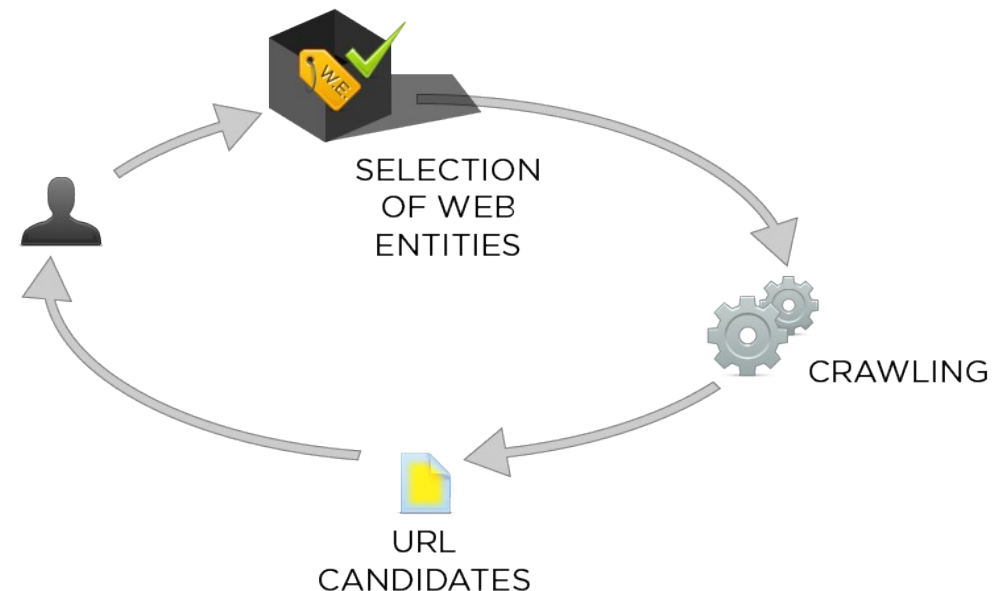 W.E.
SELECTION
OF WEB
ENTITIES
CRAWLING
URL
CANDIDATES